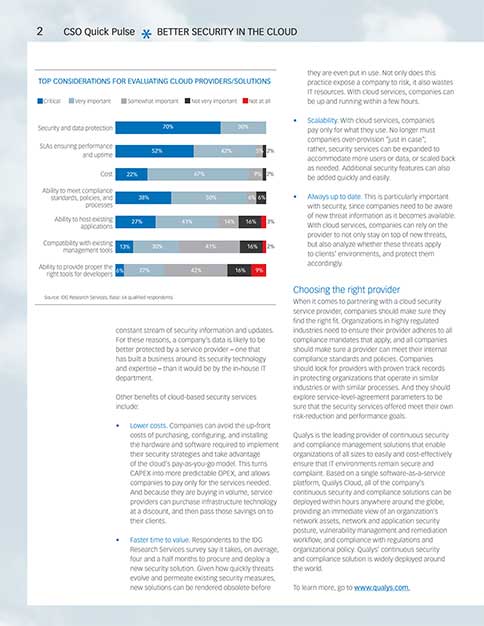 2 CSO Quick Pulse * BETTER SECURITY IN THE CLOUD
TOP CONSIDERATIONS FOR EVALUATING CLOUD PROVIDERS/SOLUTIONS
Critical Very important Somewhat important Not very important Not at all
Security and data protection 70% 30%
SLAs ensuring performance
and uptime 52% 42% 5% 2%
Cost 22% 67% 9% 2%
Ability to meet compliance
standards, policies, and
processes 38% 50% 6% 6%
Ability to host existing
applications 27% 41% 14% 16% 3%
Compatibility with existing
management tools 13% 30% 41% 16% 2%
Ability to provide proper the
right tools for developers 6% 27% 42% 16% 9%
Source: IDG Research Services; Base: 64 qualified respondents
constant stream of security information and updates.
For these reasons, a company's data is likely to be
better protected by a service provider – one that
has built a business around its security technology
and expertise – than it would be by the in-house IT
department.
Other benefits of cloud-based security services
include:
• Lower costs. Companies can avoid the up-front
costs of purchasing, configuring, and installing
the hardware and software required to implement
their security strategies and take advantage
of the cloud's pay-as-you-go model. This turns
CAPEX into more predictable OPEX, and allows
companies to pay only for the services needed.
And because they are buying in volume, service
providers can purchase infrastructure technology
at a discount, and then pass those savings on to
their clients.
• Faster time to value. Respondents to the IDG
Research Services survey say it takes, on average,
four and a half months to procure and deploy a
new security solution. Given how quickly threats
evolve and permeate existing security measures,
new solutions can be rendered obsolete before
they are even put in use. Not only does this
practice expose a company to risk, it also wastes
IT resources. With cloud services, companies can
be up and running within a few hours.
• Scalability. With cloud services, companies
pay only for what they use. No longer must
companies over-provision "just in case";
rather, security services can be expanded to
accommodate more users or data, or scaled back
as needed. Additional security features can also
be added quickly and easily.
• Always up to date. This is particularly important
with security, since companies need to be aware
of new threat information as it becomes available.
With cloud services, companies can rely on the
provider to not only stay on top of new threats,
but also analyze whether these threats apply
to clients' environments, and protect them
accordingly.
Choosing the right provider
When it comes to partnering with a cloud security
service provider, companies should make sure they
find the right fit. Organizations in highly regulated
industries need to ensure their provider adheres to all
compliance mandates that apply, and all companies
should make sure a provider can meet their internal
compliance standards and policies. Companies
should look for providers with proven track records
in protecting organizations that operate in similar
industries or with similar processes. And they should
explore service-level-agreement parameters to be
sure that the security services offered meet their own
risk-reduction and performance goals.
Qualys is the leading provider of continuous security
and compliance management solutions that enable
organizations of all sizes to easily and cost-effectively
ensure that IT environments remain secure and
complaint. Based on a single software-as-a-service
platform, Qualys Cloud, all of the company's
continuous security and compliance solutions can be
deployed within hours anywhere around the globe,
providing an immediate view of an organization's
network assets, network and application security
posture, vulnerability management and remediation
workflow, and compliance with regulations and
organizational policy. Qualys' continuous security
and compliance solution is widely deployed around
the world.
To learn more, go to www.qualys.com.